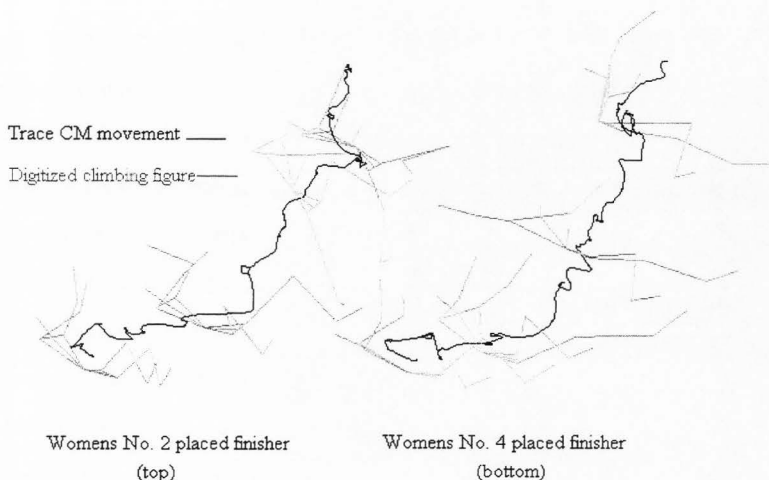 Trace CM movement
Digitized climbing figure
Womens No. 2 placed finisher
(top)
Womens No. 4 placed finisher
(bottom)